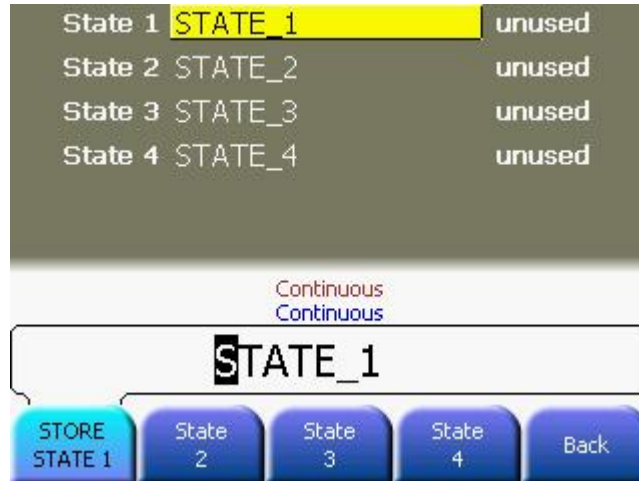 State 1 STATE_1 unused
State 2 STATE_2 unused
State 3 STATE_3 unused
State 4 STATE_4 unused
Continuous
Continuous
STATE_1
STORE STATE 1
State 2
State 3
State 4
Back